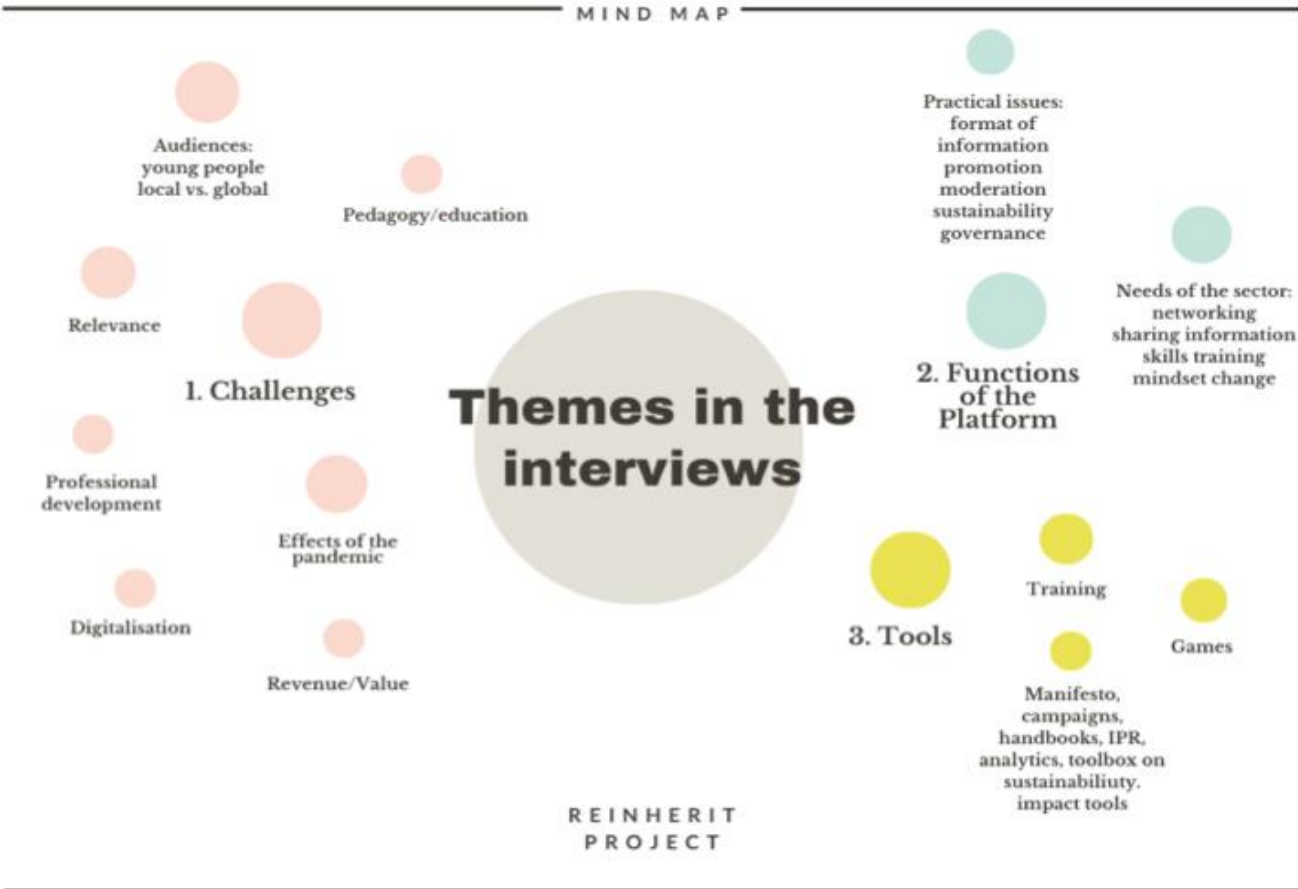 MIND MAP
Audiences:
young people
local vs. global
Pedagogy/education
Relevance
1. Challenges
Professional
development
Effects of the
pandemic
Digitalisation
Revenue/Value
Themes in the
interviews
Practical issues:
format of
information
promotion
moderation
sustainability
governance
Needs of the sector:
networking
sharing information
skills training
mindset change
2. Functions
of the
Platform
3. Tools
Training
Games
Manifesto,
campaigns,
handbooks, IPR,
analytics, toolbox on
sustainabiliuty.
impact tools
REINHERIT
PROJECT